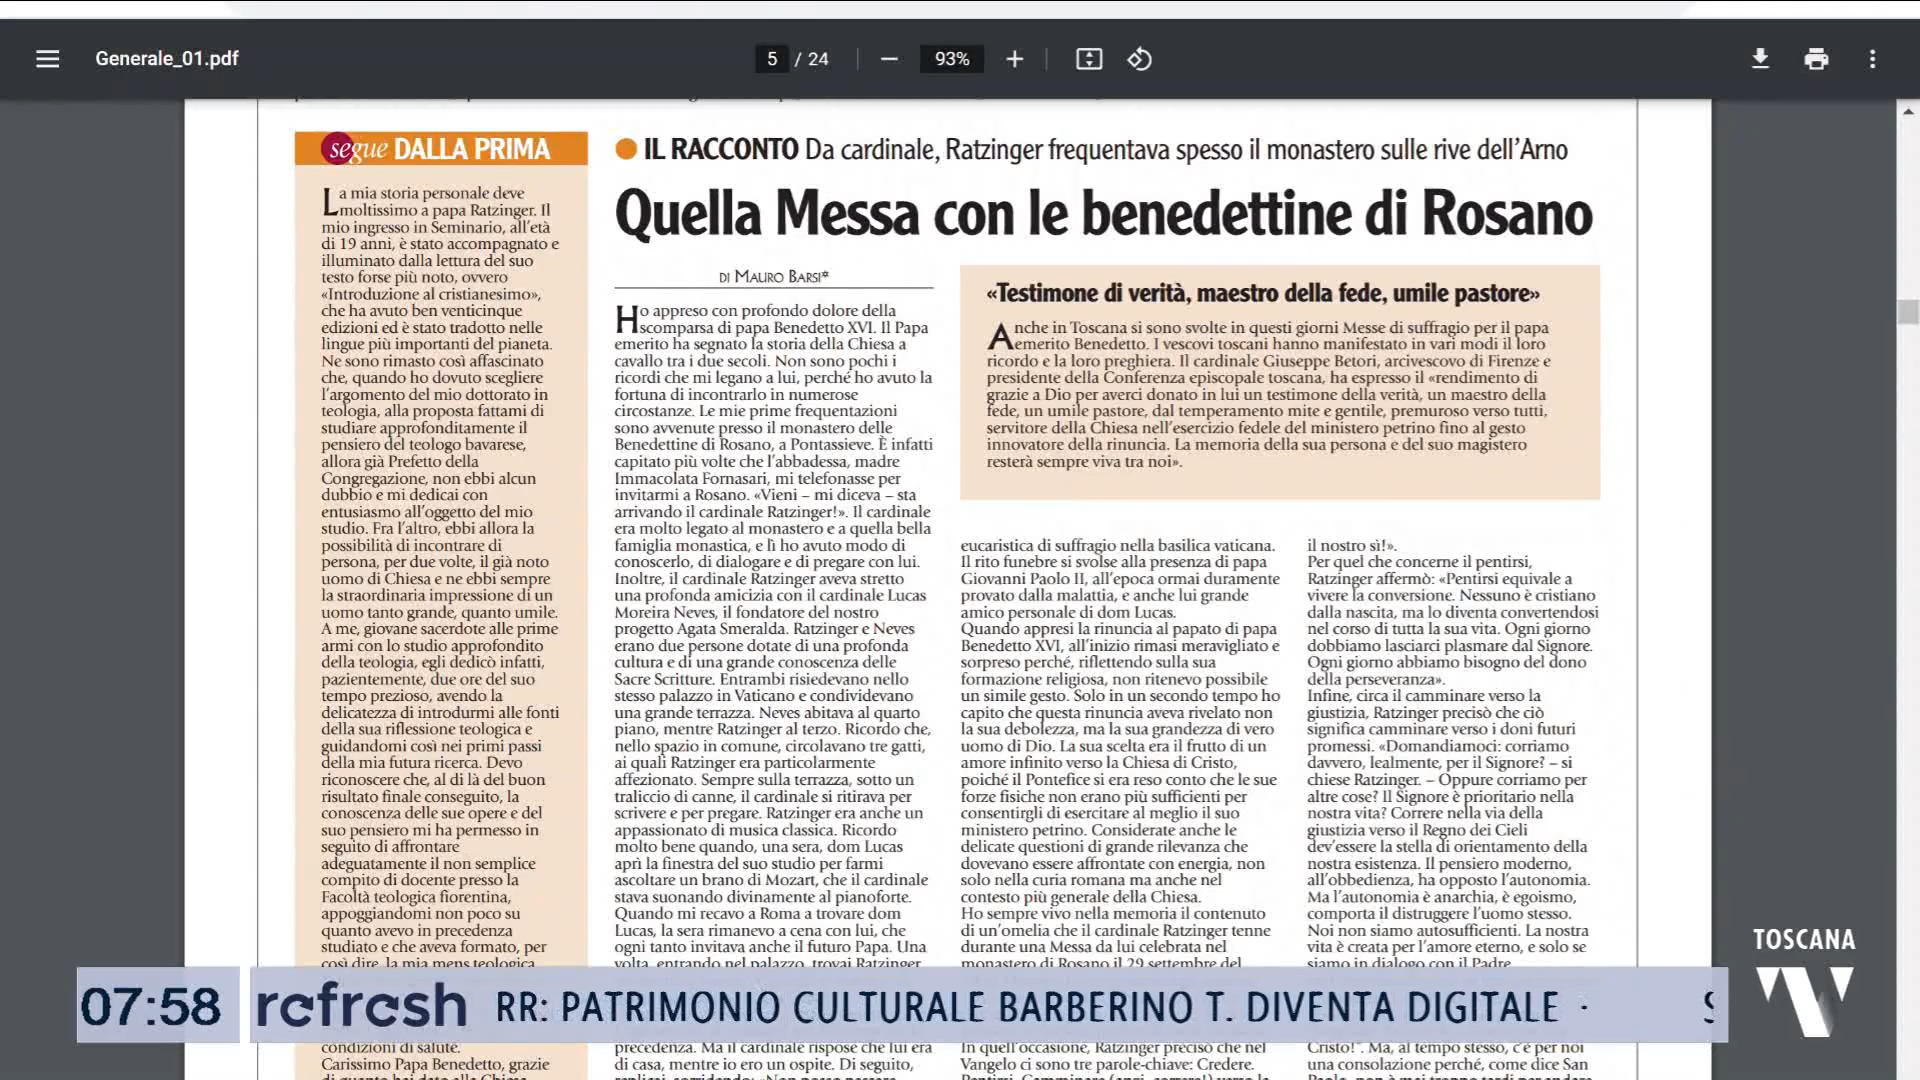 Generale_01.pdf
5 / 24
93%
segue DALLA PRIMA
La mia storia personale deve
moltissimo a papa Ratzinger. Il
mio ingresso in Seminario, all'età
di 19 anni, è stato accompagnato e
illuminato dalla lettura del suo
testo forse più noto, ovvero
«Introduzione al cristianesimo»,
che ha avuto ben venticinque
edizioni ed è stato tradotto nelle
lingue più importanti del pianeta.
Ne sono rimasto così affascinato
che, quando ho dovuto scegliere
l'argomento del mio dottorato in
teologia, alla proposta fattami di
studiare approfonditamente il
pensiero del teologo bavarese,
allora già Prefetto della
Congregazione, non ebbi alcun
dubbio e mi dedicai con
entusiasmo all'oggetto del mio
studio. Fra l'altro, ebbi allora la
possibilità di incontrare di
persona, per due volte, il già noto
uomo di Chiesa e ne ebbi sempre
la straordinaria impressione di un
uomo tanto grande, quanto umile.
A me, giovane sacerdote alle prime
armi con lo studio approfondito
della teologia, egli dedicò infatti,
pazientemente, due ore del suo
tempo prezioso, avendo la
delicatezza di introdurmi alle fonti
della sua riflessione teologica e
guidandomi così nei primi passi
della mia futura ricerca. Devo
riconoscere che, al di là del buon
risultato finale conseguito, la
conoscenza delle sue opere e del
suo pensiero mi ha permesso in
seguito di affrontare
adeguatamente il non semplice
compito di docente presso la
Facoltà teologica fiorentina,
appoggiandomi non poco su
quanto avevo in precedenza
studiato e che aveva formato, per
così dire, la mia mens teologica
condizioni di salute.
Carissimo Papa Benedetto, grazie
di quanto hai dato alla Chiesa
IL RACCONTO Da cardinale, Ratzinger frequentava spesso il monastero sulle rive dell'Arno
Quella Messa con le benedettine di Rosano
DI MAURO BARSI*
Ho appreso con profondo dolore della
scomparsa di papa Benedetto XVI. Il Papa
emerito ha segnato la storia della Chiesa a
cavallo tra i due secoli. Non sono pochi i
ricordi che mi legano a lui, perché ho avuto la
fortuna di incontrarlo in numerose
circostanze. Le mie prime frequentazioni
sono avvenute presso il monastero delle
Benedettine di Rosano, a Pontassieve. È infatti
capitato più volte che l'abbadessa, madre
Immacolata Fornasari, mi telefonasse per
invitarmi a Rosano. «Vieni – mi diceva – sta
arrivando il cardinale Ratzinger!». Il cardinale
era molto legato al monastero e a quella bella
famiglia monastica, e lì ho avuto modo di
conoscerlo, di dialogare e di pregare con lui.
Inoltre, il cardinale Ratzinger aveva stretto
una profonda amicizia con il cardinale Lucas
Moreira Neves, il fondatore del nostro
progetto Agata Smeralda. Ratzinger e Neves
erano due persone dotate di una profonda
cultura e di una grande conoscenza delle
Sacre Scritture. Entrambi risiedevano nello
stesso palazzo in Vaticano e condividevano
una grande terrazza. Neves abitava al quarto
piano, mentre Ratzinger al terzo. Ricordo che,
nello spazio in comune, circolavano tre gatti,
ai quali Ratzinger era particolarmente
affezionato. Sempre sulla terrazza, sotto un
traliccio di canne, il cardinale si ritirava per
scrivere e per pregare. Ratzinger era anche un
appassionato di musica classica. Ricordo
molto bene quando, una sera, dom Lucas
aprì la finestra del suo studio per farmi
ascoltare un brano di Mozart, che il cardinale
stava suonando divinamente al pianoforte.
Quando mi recavo a Roma a trovare dom
Lucas, la sera rimanevo a cena con lui, che
ogni tanto invitava anche il futuro Papa. Una
volta, entrando nel palazzo, trovai Ratzinger
precedenza. Ma il cardinale rispose che lui era
di casa, mentre io ero un ospite. Di seguito,
«Testimone di verità, maestro della fede, umile pastore»
Anche in Toscana si sono svolte in questi giorni Messe di suffragio per il papa
emerito Benedetto. I vescovi toscani hanno manifestato in vari modi il loro
ricordo e la loro preghiera. Il cardinale Giuseppe Betori, arcivescovo di Firenze e
presidente della Conferenza episcopale toscana, ha espresso il «rendimento di
grazie a Dio per averci donato in lui un testimone della verità, un maestro della
fede, un umile pastore, dal temperamento mite e gentile, premuroso verso tutti,
servitore della Chiesa nell'esercizio fedele del ministero petrino fino al gesto
innovatore della rinuncia. La memoria della sua persona e del suo magistero
resterà sempre viva tra noi».
eucaristica di suffragio nella basilica vaticana.
Il rito funebre si svolse alla presenza di papa
Giovanni Paolo II, all'epoca ormai duramente
provato dalla malattia, e anche lui grande
amico personale di dom Lucas.
Quando appresi la rinuncia al papato di papa
Benedetto XVI, all'inizio rimasi meravigliato e
sorpreso perché, riflettendo sulla sua
formazione religiosa, non ritenevo possibile
un simile gesto. Solo in un secondo tempo ho
capito che questa rinuncia aveva rivelato non
la sua debolezza, ma la sua grandezza di vero
uomo di Dio. La sua scelta era il frutto di un
amore infinito verso la Chiesa di Cristo,
poiché il Pontefice si era reso conto che le sue
forze fisiche non erano più sufficienti per
consentirgli di esercitare al meglio il suo
ministero petrino. Considerate anche le
delicate questioni di grande rilevanza che
dovevano essere affrontate con energia, non
solo nella curia romana ma anche nel
contesto più generale della Chiesa.
Ho sempre vivo nella memoria il contenuto
di un'omelia che il cardinale Ratzinger tenne
durante una Messa da lui celebrata nel
monastero di Rosano il 29 settembre del
In quell'occasione, Ratzinger precisò che nel
Vangelo ci sono tre parole-chiave: Credere.
il nostro sì!».
Per quel che concerne il pentirsi,
Ratzinger affermò: «Pentirsi equivale a
vivere la conversione. Nessuno è cristiano
dalla nascita, ma lo diventa convertendosi
nel corso di tutta la sua vita. Ogni giorno
dobbiamo lasciarci plasmare dal Signore.
Ogni giorno abbiamo bisogno del dono
della perseveranza».
Infine, circa il camminare verso la
giustizia, Ratzinger precisò che ciò
significa camminare verso i doni futuri
promessi. «Domandiamoci: corriamo
davvero, lealmente, per il Signore? – si
chiese Ratzinger. – Oppure corriamo per
altre cose? Il Signore è prioritario nella
nostra vita? Correre nella via della
giustizia verso il Regno dei Cieli
dev'essere la stella di orientamento della
nostra esistenza. Il pensiero moderno,
all'obbedienza, ha opposto l'autonomia.
Ma l'autonomia è anarchia, è egoismo,
comporta il distruggere l'uomo stesso.
Noi non siamo autosufficienti. La nostra
vita è creata per l'amore eterno, e solo se
siamo in dialogo con il Padre
Cristo!". Ma, al tempo stesso, c'è per noi
una consolazione perché, come dice San
TOSCANA
TV
07:58
refresh
RR: PATRIMONIO CULTURALE BARBERINO T. DIVENTA DIGITALE ·